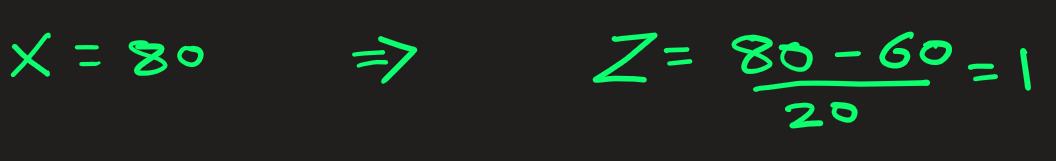 X = 80 ⇒ Z = 80 - 60 / 20 = 1